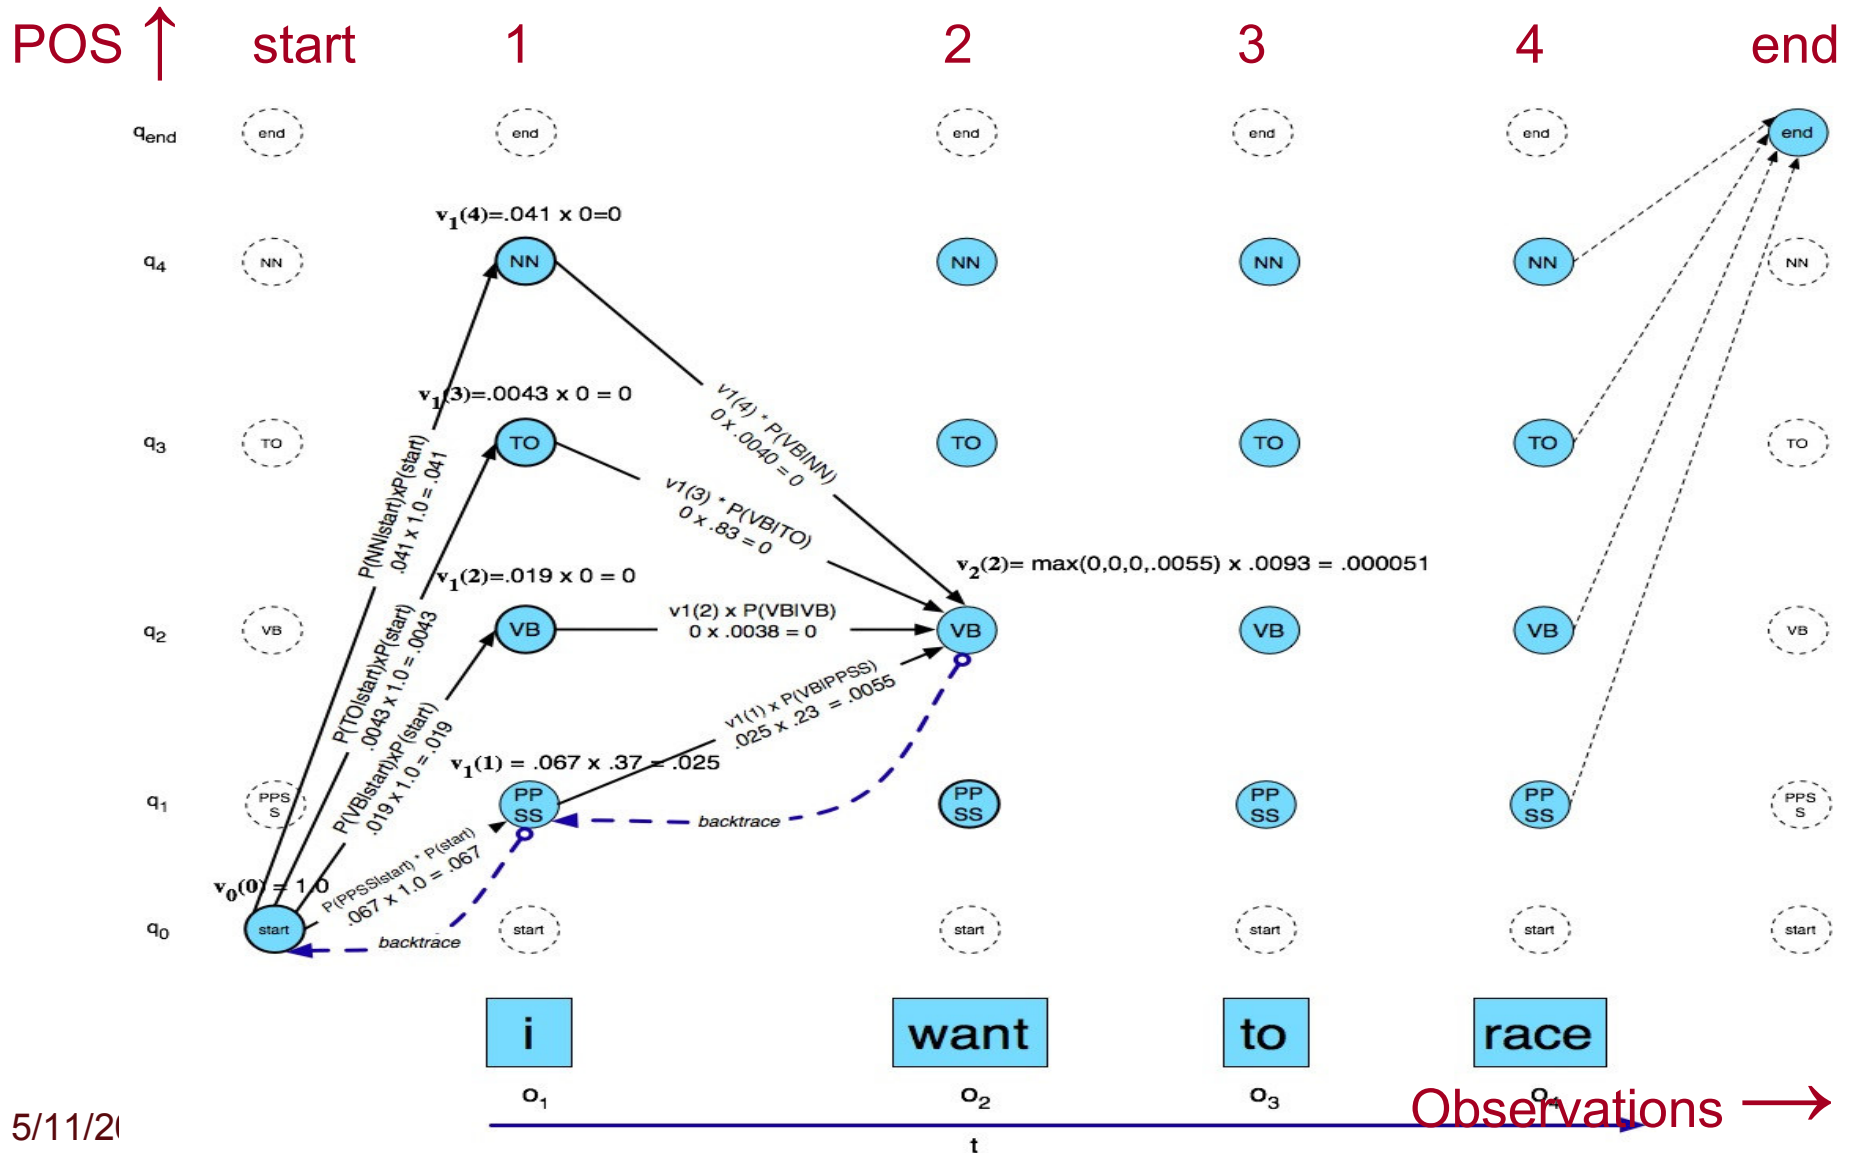 POS ↑ start 1 2 3 4 end
q_end end end end end end end
v₁(4)=.041 x 0=0
q₄ NN NN NN NN NN NN
P(NN|start)xP(start)
.041 x 1.0 = .041
v1(4) * P(VB|NN)
0 x .0040 = 0
v₁(3)=.0043 x 0 = 0
q₃ TO TO TO TO TO TO
P(TO|start)xP(start)
.0043 x 1.0 = .0043
v1(3) * P(VB|TO)
0 x .83 = 0
v₁(2)=.019 x 0 = 0
v₂(2)= max(0,0,0,.0055) x .0093 = .000051
q₂ VB VB VB VB VB VB
v1(2) x P(VB|VB)
0 x .0038 = 0
P(VB|start)xP(start)
.019 x 1.0 = .019
v1(1) x P(VB|PPSS)
.025 x .23 = .0055
v₁(1) = .067 x .37 = .025
q₁ PPS PP PP PP PP PPS
S SS SS SS SS S
backtrace
P(PPSS|start) * P(start)
.067 x 1.0 = .067
v₀(0) = 1.0
q₀ start start start start start start
backtrace
i want to race
o₁ o₂ o₃ o₄
Observations →
5/11/20
t